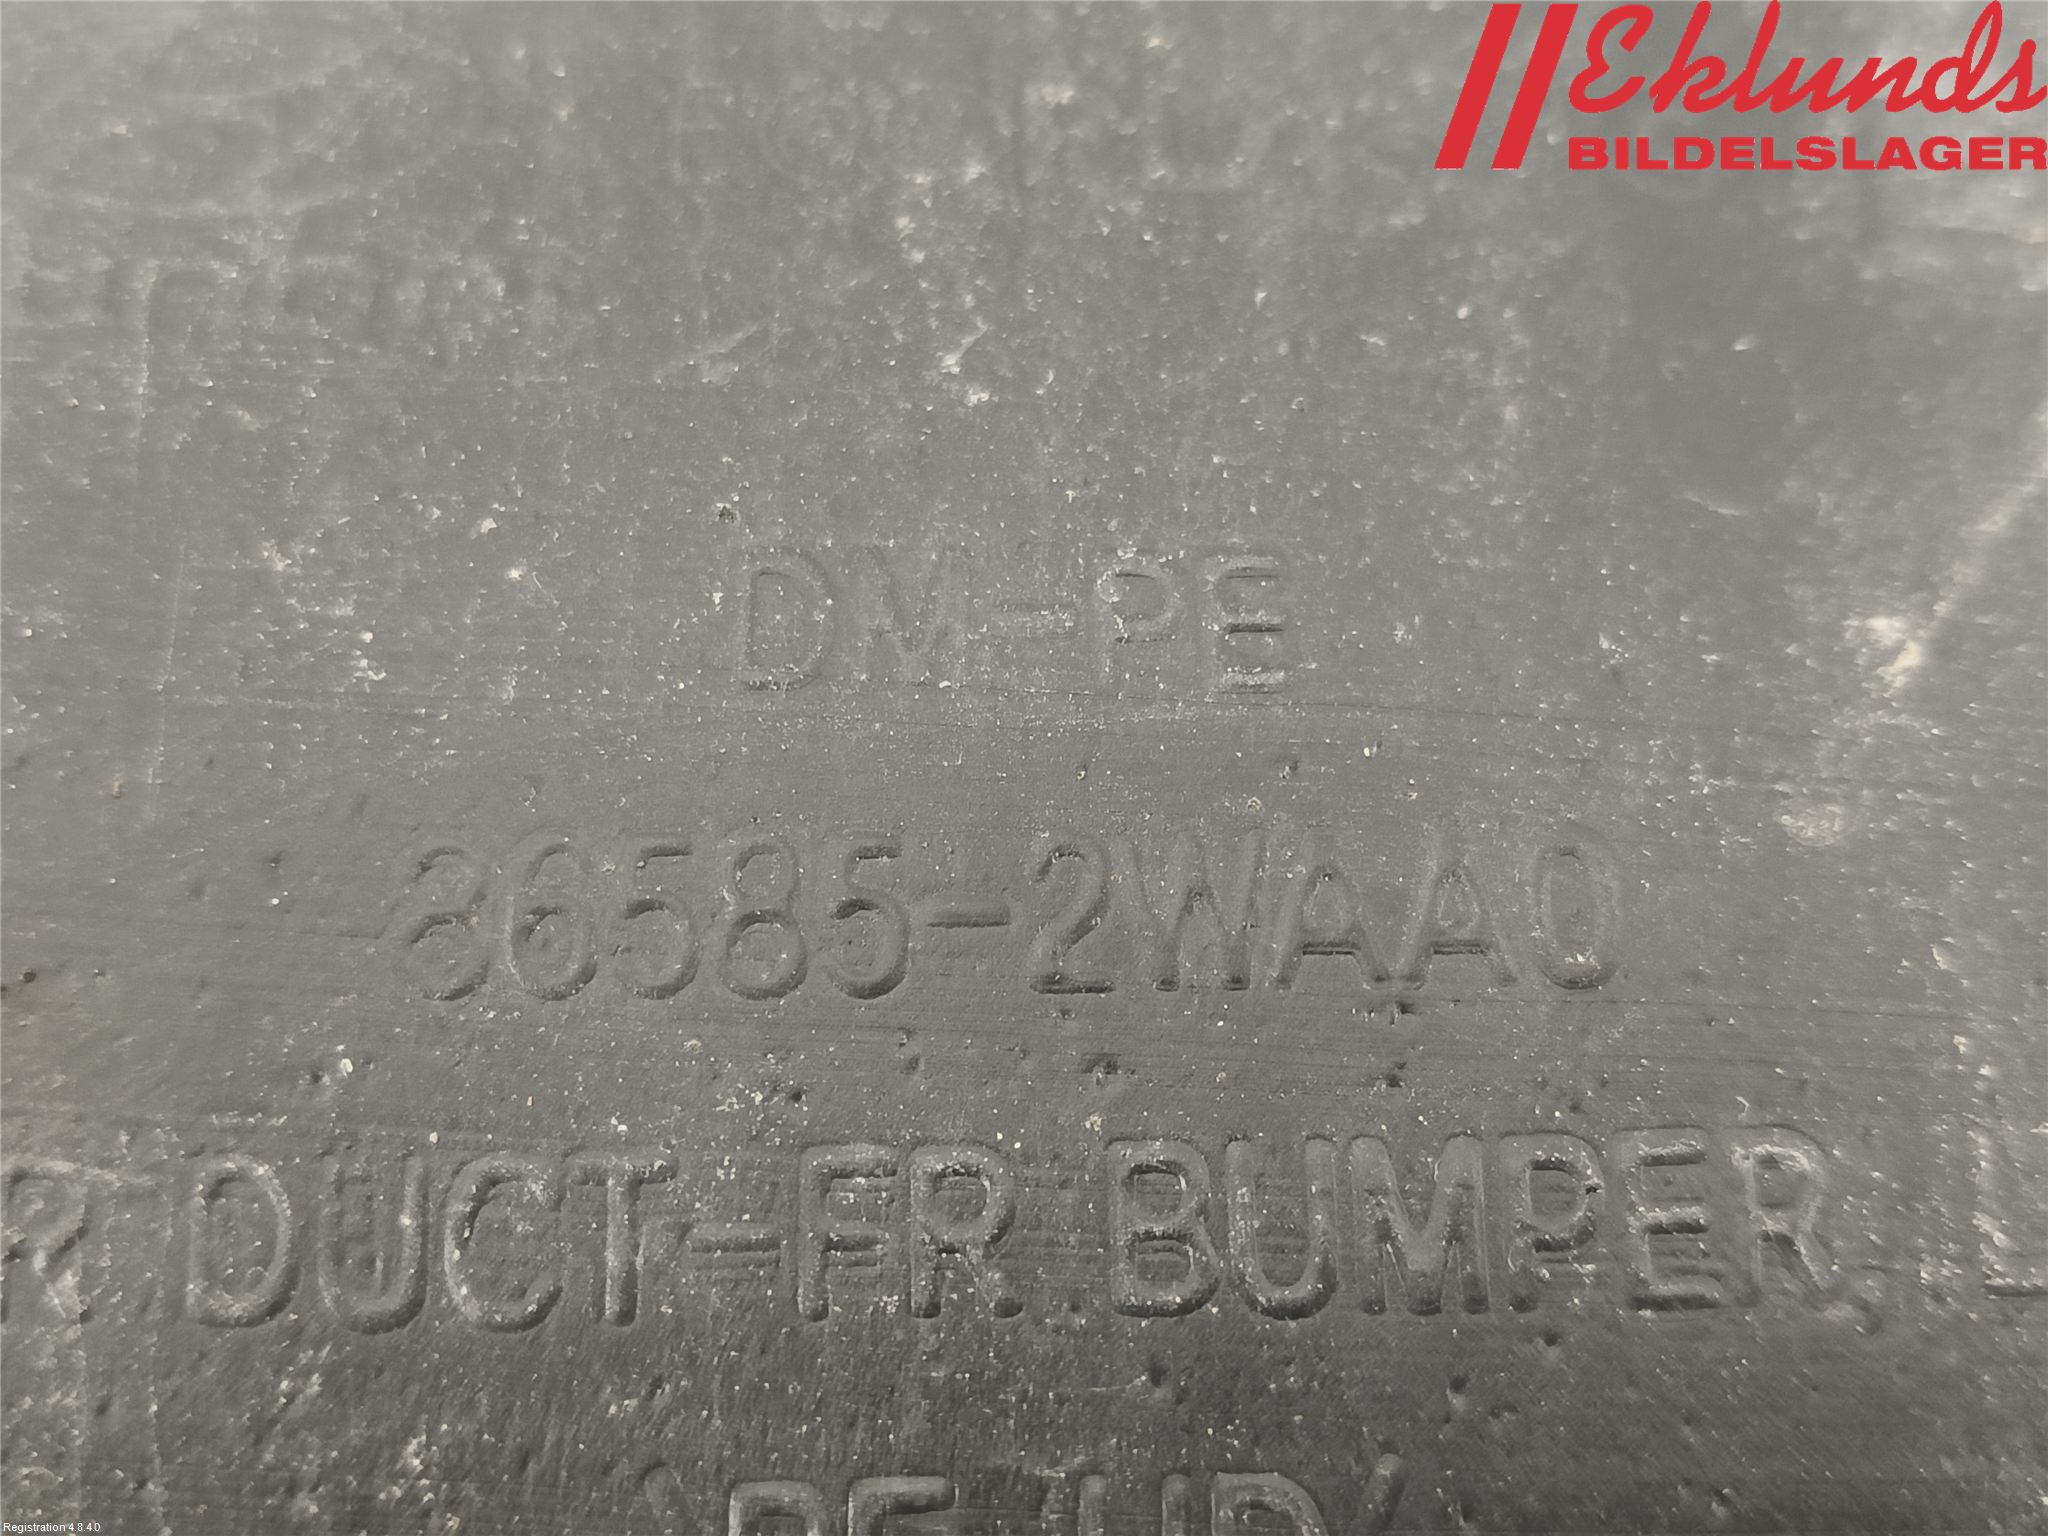 Eklunds
BILDELSLAGER
DM-PE
86585-2WAA0
R DUCT-FR.BUMPER, L
Registration 4.8.4.0